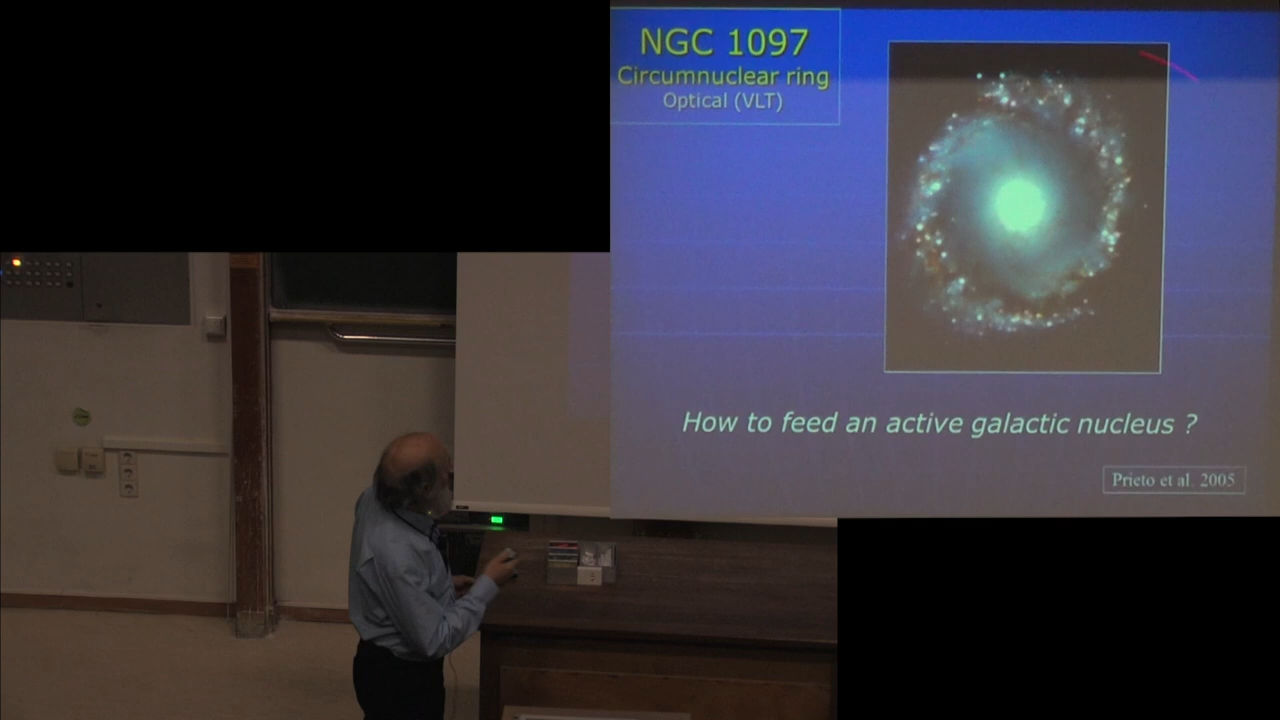 NGC 1097
Circumnuclear ring
Optical (VLT)
How to feed an active galactic nucleus ?
Prieto et al. 2005